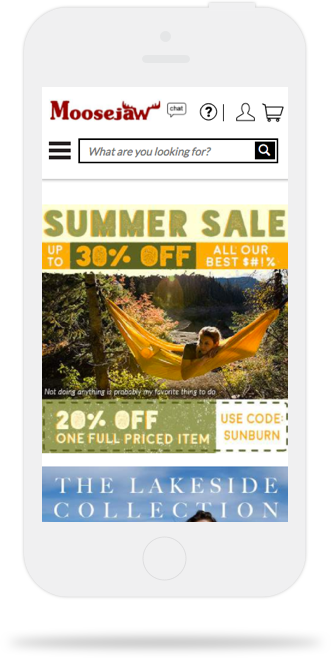 Moosejaw
chat
?
What are you looking for?
SUMMER SALE
UP TO
30% OFF
ALL OUR BEST $#!%
Not doing anything is probably my favorite thing to do
20% OFF
ONE FULL PRICED ITEM
USE CODE:
SUNBURN
THE LAKESIDE
COLLECTION